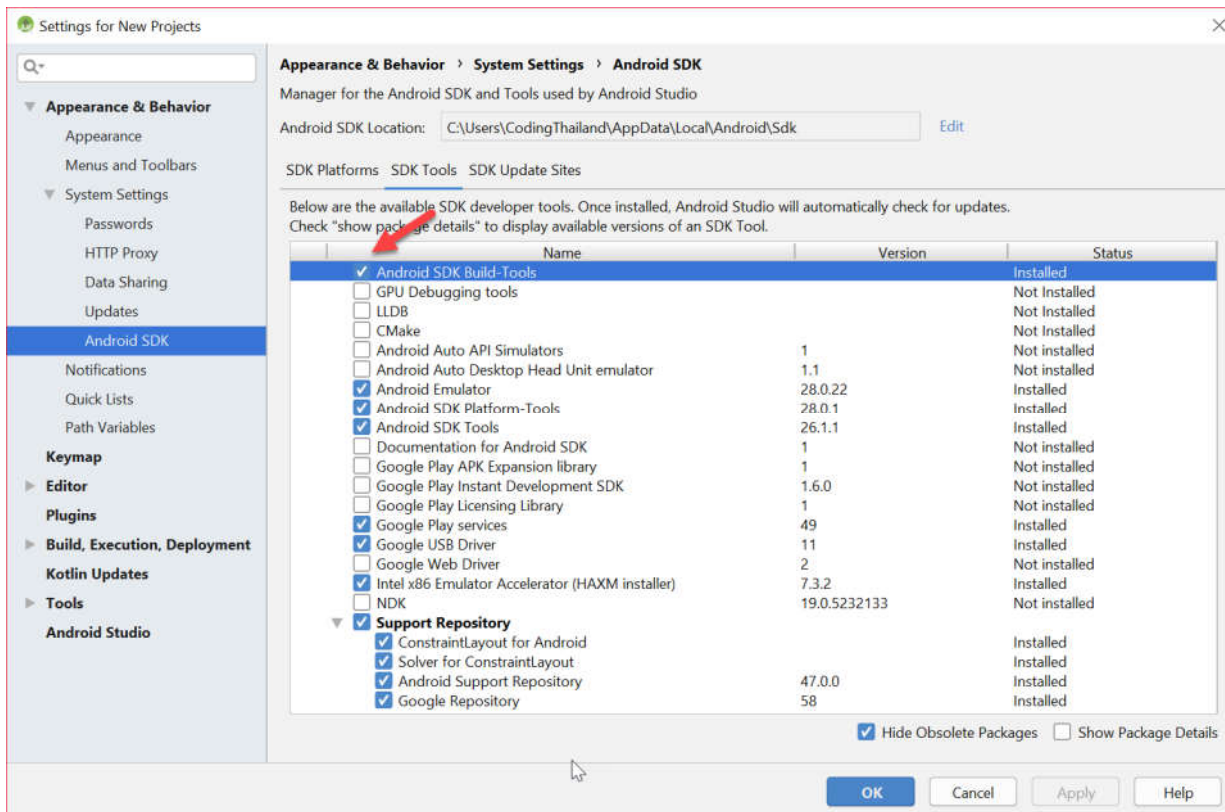 Settings for New Projects
Appearance & Behavior
Appearance
Menus and Toolbars
System Settings
Passwords
HTTP Proxy
Data Sharing
Updates
Android SDK
Notifications
Quick Lists
Path Variables
Keymap
Editor
Plugins
Build, Execution, Deployment
Kotlin Updates
Tools
Android Studio
Appearance & Behavior › System Settings › Android SDK
Manager for the Android SDK and Tools used by Android Studio
Android SDK Location: C:\Users\CodingThailand\AppData\Local\Android\Sdk Edit
SDK Platforms SDK Tools SDK Update Sites
Below are the available SDK developer tools. Once installed, Android Studio will automatically check for updates.
Check "show package details" to display available versions of an SDK Tool.
Name Version Status
Android SDK Build-Tools Installed
GPU Debugging tools Not Installed
LLDB Not Installed
CMake Not Installed
Android Auto API Simulators 1 Not installed
Android Auto Desktop Head Unit emulator 1.1 Not installed
Android Emulator 28.0.22 Installed
Android SDK Platform-Tools 28.0.1 Installed
Android SDK Tools 26.1.1 Installed
Documentation for Android SDK 1 Not installed
Google Play APK Expansion library 1 Not installed
Google Play Instant Development SDK 1.6.0 Not installed
Google Play Licensing Library 1 Not installed
Google Play services 49 Installed
Google USB Driver 11 Installed
Google Web Driver 2 Not installed
Intel x86 Emulator Accelerator (HAXM installer) 7.3.2 Installed
NDK 19.0.5232133 Not installed
Support Repository
ConstraintLayout for Android Installed
Solver for ConstraintLayout Installed
Android Support Repository 47.0.0 Installed
Google Repository 58 Installed
Hide Obsolete Packages Show Package Details
OK Cancel Apply Help